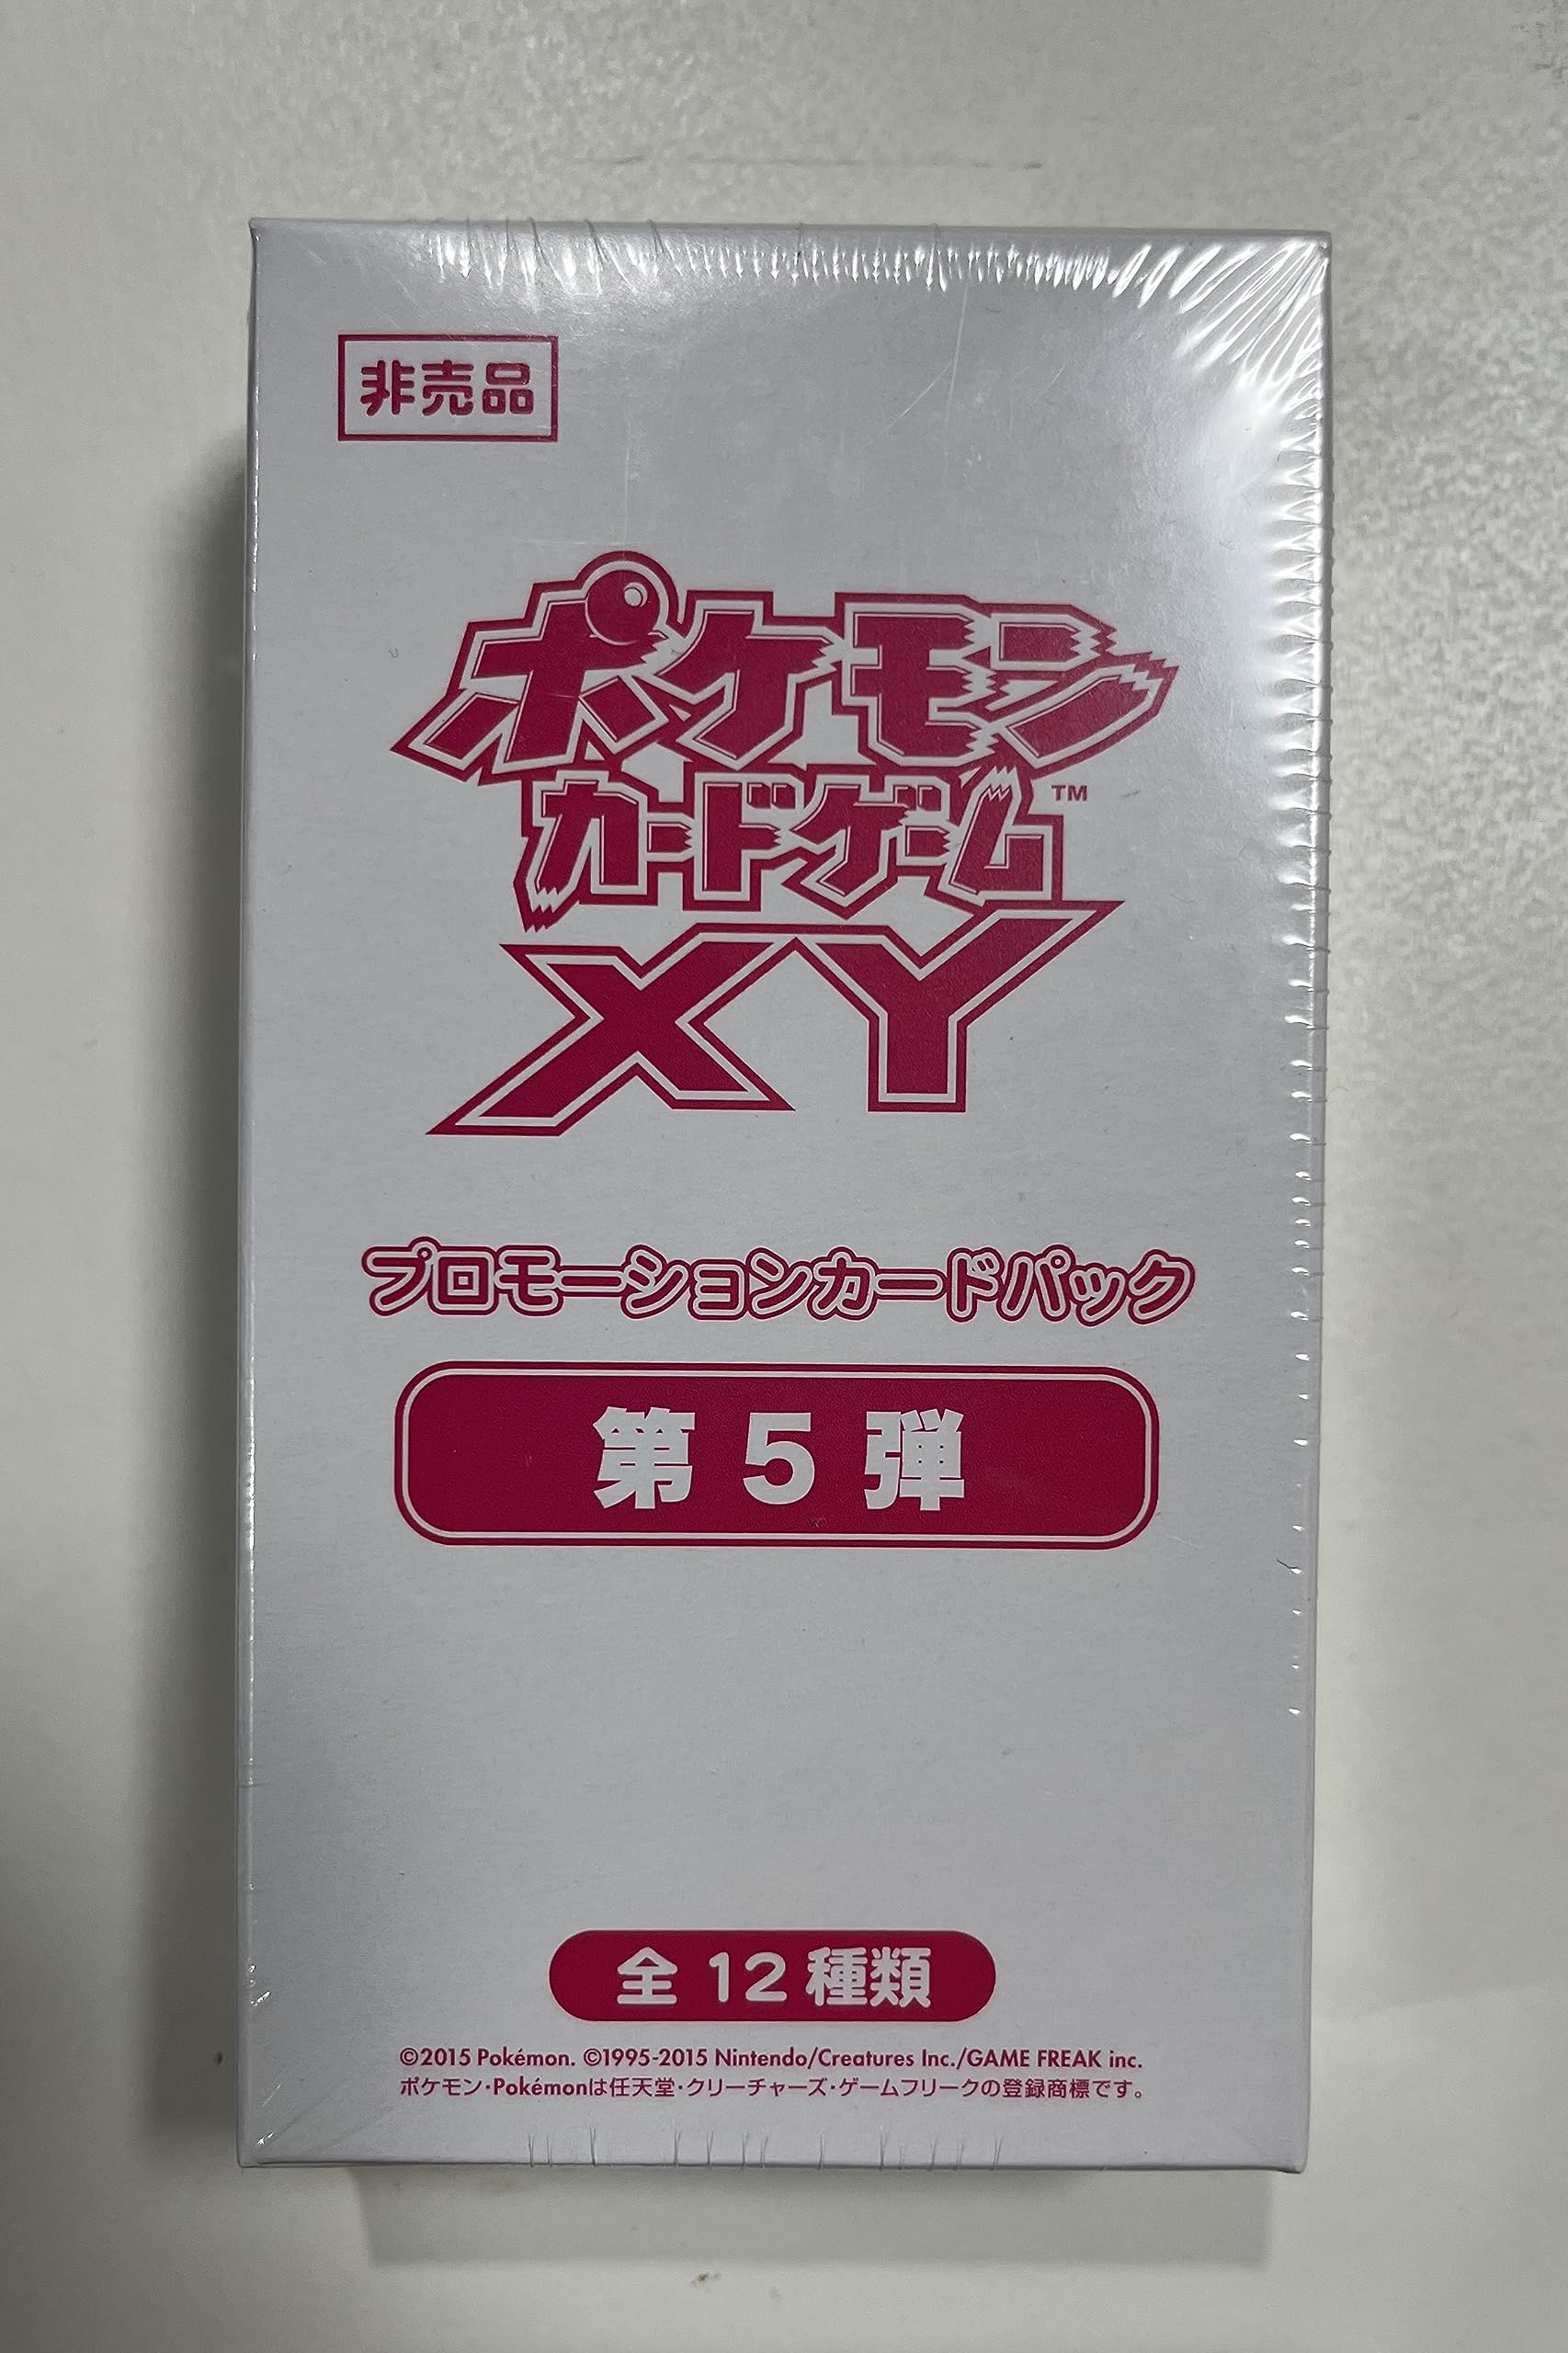 非売品
ポケモン
カードゲーム™
XY
プロモーションカードパック
第5弾
全12種類
©2015 Pokémon. ©1995-2015 Nintendo/Creatures Inc./GAME FREAK inc.
ポケモン・Pokémonは任天堂・クリーチャーズ・ゲームフリークの登録商標です。